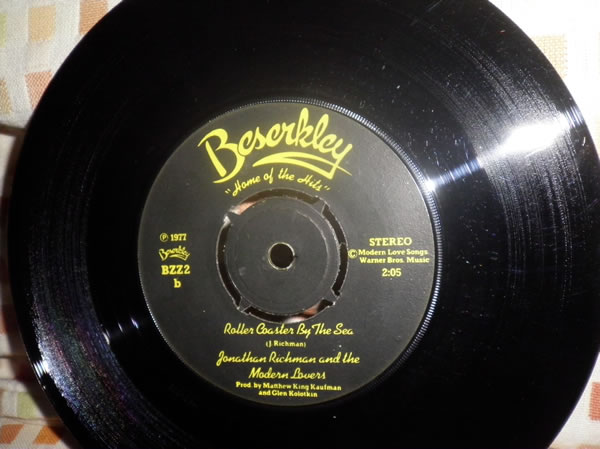 Beserkley
"Home of the Hits"
℗ 1977
Beserkley
BZZ2
b
STEREO
© Modern Love Songs.
Warner Bros. Music
2:05
Roller Coaster By The Sea
(J. Richman)
Jonathan Richman and the
Modern Lovers
Prod. by Matthew King Kaufman
and Glen Kolotkin